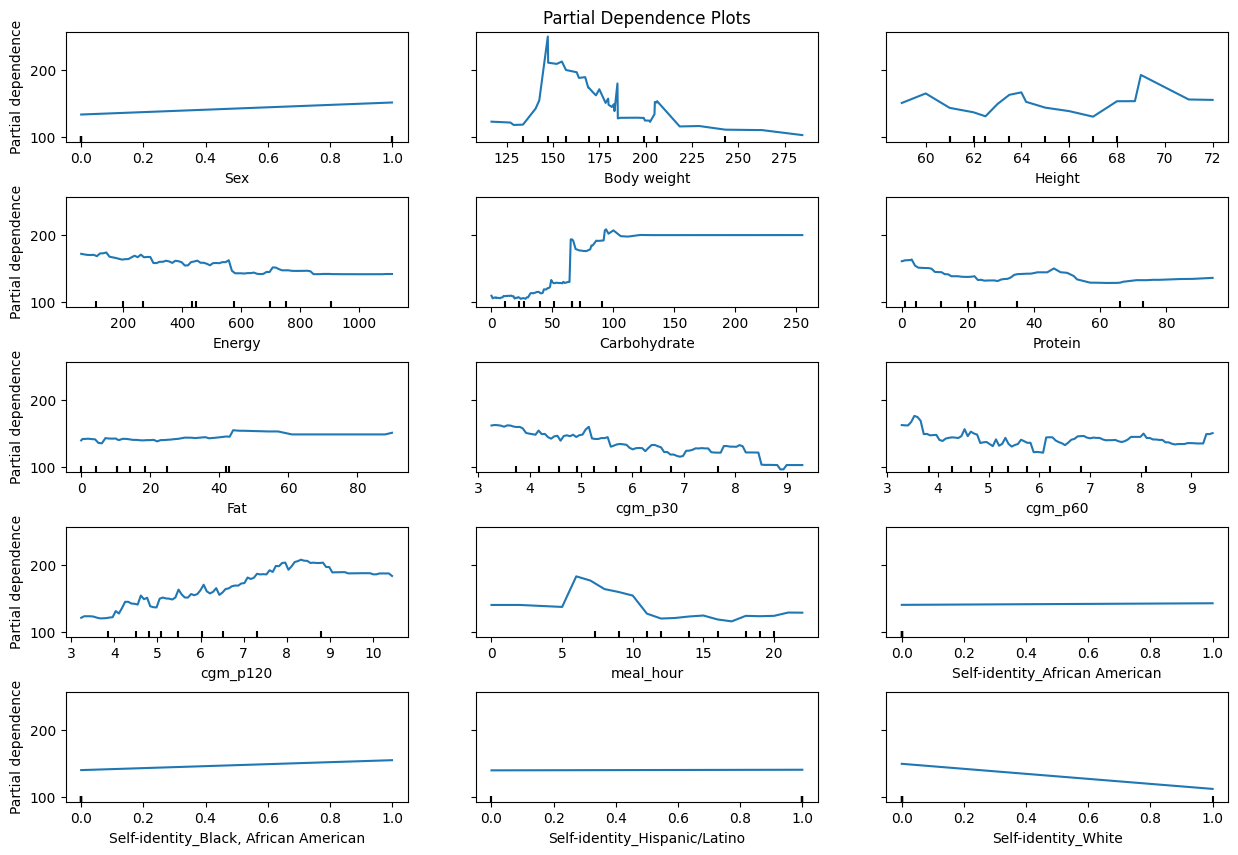 Partial Dependence Plots
Partial dependence
200
100
0.0 0.2 0.4 0.6 0.8 1.0
Sex
125 150 175 200 225 250 275
Body weight
60 62 64 66 68 70 72
Height
Partial dependence
200
100
200 400 600 800 1000
Energy
0 50 100 150 200 250
Carbohydrate
0 20 40 60 80
Protein
Partial dependence
200
100
0 20 40 60 80
Fat
3 4 5 6 7 8 9
cgm_p30
3 4 5 6 7 8 9
cgm_p60
Partial dependence
200
100
3 4 5 6 7 8 9 10
cgm_p120
0 5 10 15 20
meal_hour
0.0 0.2 0.4 0.6 0.8 1.0
Self-identity_African American
Partial dependence
200
100
0.0 0.2 0.4 0.6 0.8 1.0
Self-identity_Black, African American
0.0 0.2 0.4 0.6 0.8 1.0
Self-identity_Hispanic/Latino
0.0 0.2 0.4 0.6 0.8 1.0
Self-identity_White